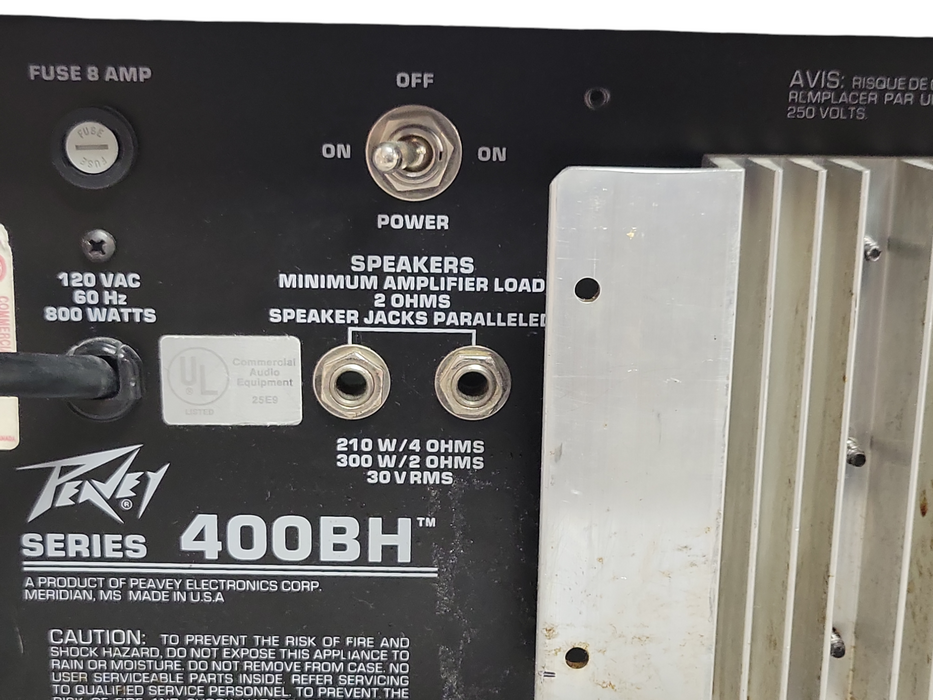 FUSE 8 AMP
FUSE
FUSE
OFF
ON
ON
POWER
AVIS: RISQUE DE
REMPLACER PAR
250 VOLTS.
120 VAC
60 Hz
800 WATTS
SPEAKERS
MINIMUM AMPLIFIER LOAD
2 OHMS
SPEAKER JACKS PARALLELED
UL
LISTED
Commercial
Audio
Equipment
25E9
210 W/4 OHMS
300 W/2 OHMS
30 V RMS
PEAVEY®
SERIES 400BH™
A PRODUCT OF PEAVEY ELECTRONICS CORP.
MERIDIAN, MS MADE IN U.S.A
CAUTION: TO PREVENT THE RISK OF FIRE AND
SHOCK HAZARD, DO NOT EXPOSE THIS APPLIANCE TO
RAIN OR MOISTURE. DO NOT REMOVE FROM CASE. NO
USER SERVICEABLE PARTS INSIDE. REFER SERVICING
TO QUALIFIED SERVICE PERSONNEL. TO PREVENT THE